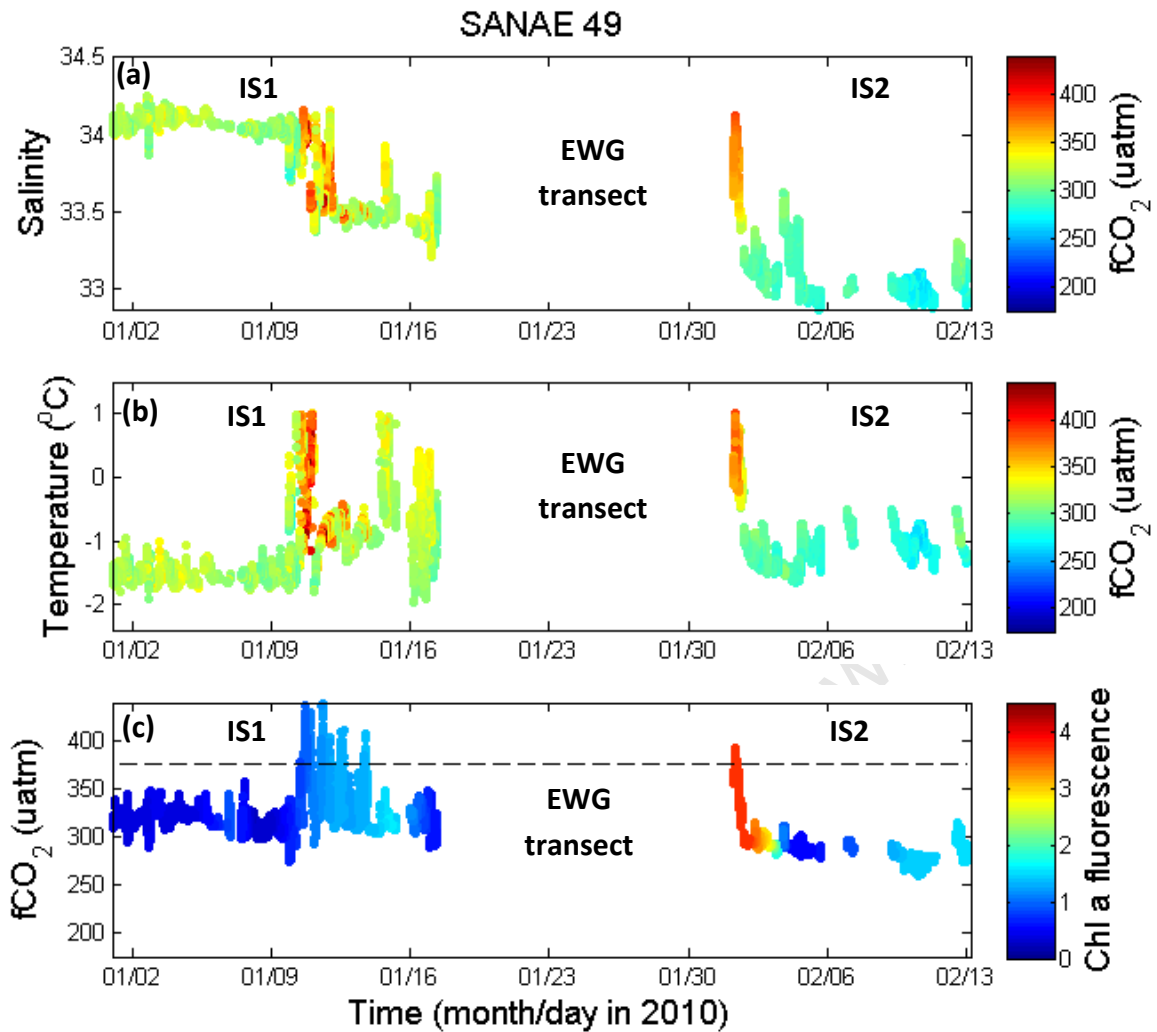 SANAE 49
34.5
34
33.5
33
Salinity
(a)
IS1
EWG
transect
IS2
01/02 01/09 01/16 01/23 01/30 02/06 02/13
400
350
300
250
200
fCO2 (uatm)
1
0
-1
-2
Temperature (⁰C)
(b)
IS1
EWG
transect
IS2
01/02 01/09 01/16 01/23 01/30 02/06 02/13
400
350
300
250
200
fCO2 (uatm)
400
350
300
250
200
fCO2 (uatm)
(c)
IS1
EWG
transect
IS2
01/02 01/09 01/16 01/23 01/30 02/06 02/13
4
3
2
1
0
Chl a fluorescence
Time (month/day in 2010)